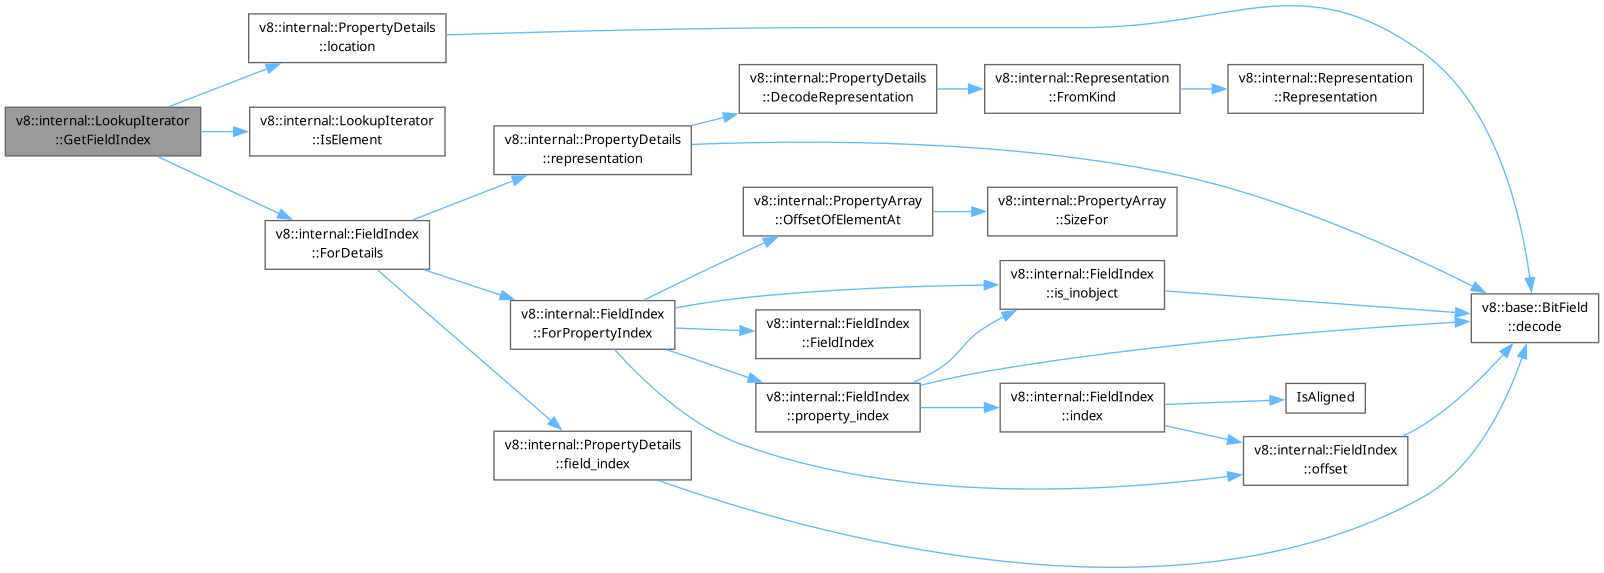 v8::internal::PropertyDetails
::location
v8::internal::LookupIterator
::GetFieldIndex
v8::internal::LookupIterator
::IsElement
v8::internal::FieldIndex
::ForDetails
v8::internal::PropertyDetails
::representation
v8::internal::PropertyDetails
::DecodeRepresentation
v8::internal::Representation
::FromKind
v8::internal::Representation
::Representation
v8::internal::PropertyArray
::OffsetOfElementAt
v8::internal::PropertyArray
::SizeFor
v8::internal::FieldIndex
::ForPropertyIndex
v8::internal::FieldIndex
::is_inobject
v8::internal::FieldIndex
::FieldIndex
v8::internal::FieldIndex
::property_index
v8::internal::FieldIndex
::index
IsAligned
v8::internal::FieldIndex
::offset
v8::base::BitField
::decode
v8::internal::PropertyDetails
::field_index